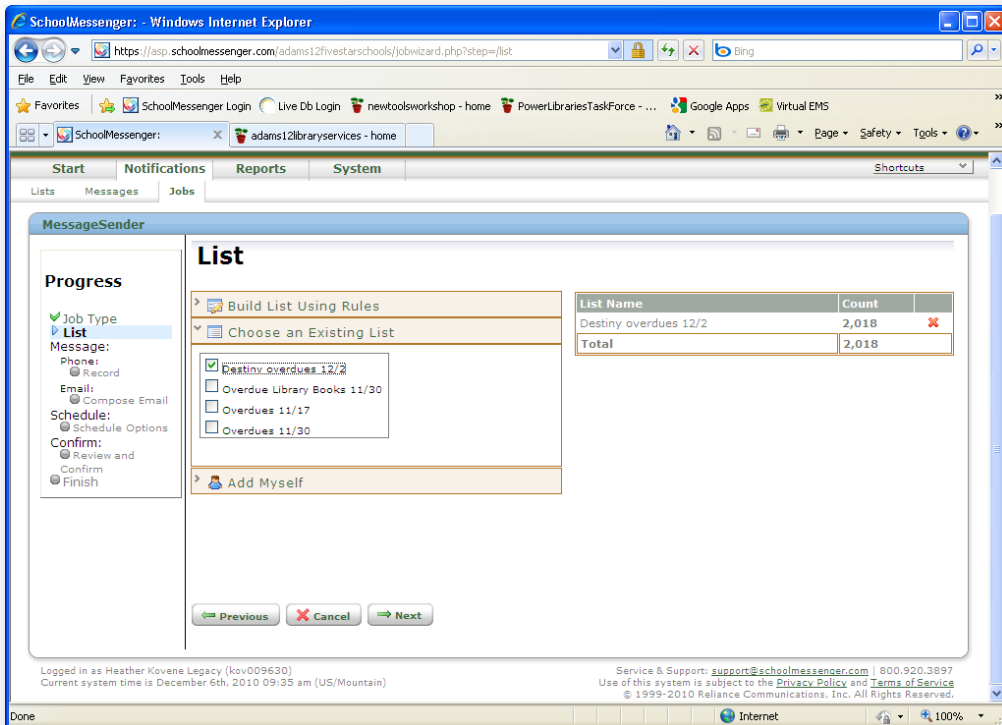 SchoolMessenger: - Windows Internet Explorer
https://asp.schoolmessenger.com/adams12fivestarschools/jobwizard.php?step=/list
Bing
File Edit View Favorites Tools Help
Favorites SchoolMessenger Login Live Db Login newtoolsworkshop - home PowerLibrariesTaskForce - ... Google Apps Virtual EMS »
SchoolMessenger: adams12libraryservices - home Page Safety Tools »
Start Notifications Reports System Shortcuts
Lists Messages Jobs
MessageSender
Progress
Job Type
List
Message:
Phone:
Record
Email:
Compose Email
Schedule:
Schedule Options
Confirm:
Review and
Confirm
Finish
List
Build List Using Rules
Choose an Existing List
Destiny overdues 12/2
Overdue Library Books 11/30
Overdues 11/17
Overdues 11/30
Add Myself
List Name Count
Destiny overdues 12/2 2,018
Total 2,018
Previous Cancel Next
Logged in as Heather Kovene Legacy (kov009630)
Current system time is December 6th, 2010 09:35 am (US/Mountain)
Service & Support: support@schoolmessenger.com | 800.920.3897
Use of this system is subject to the Privacy Policy and Terms of Service
© 1999-2010 Reliance Communications, Inc. All Rights Reserved.
Done Internet 100%